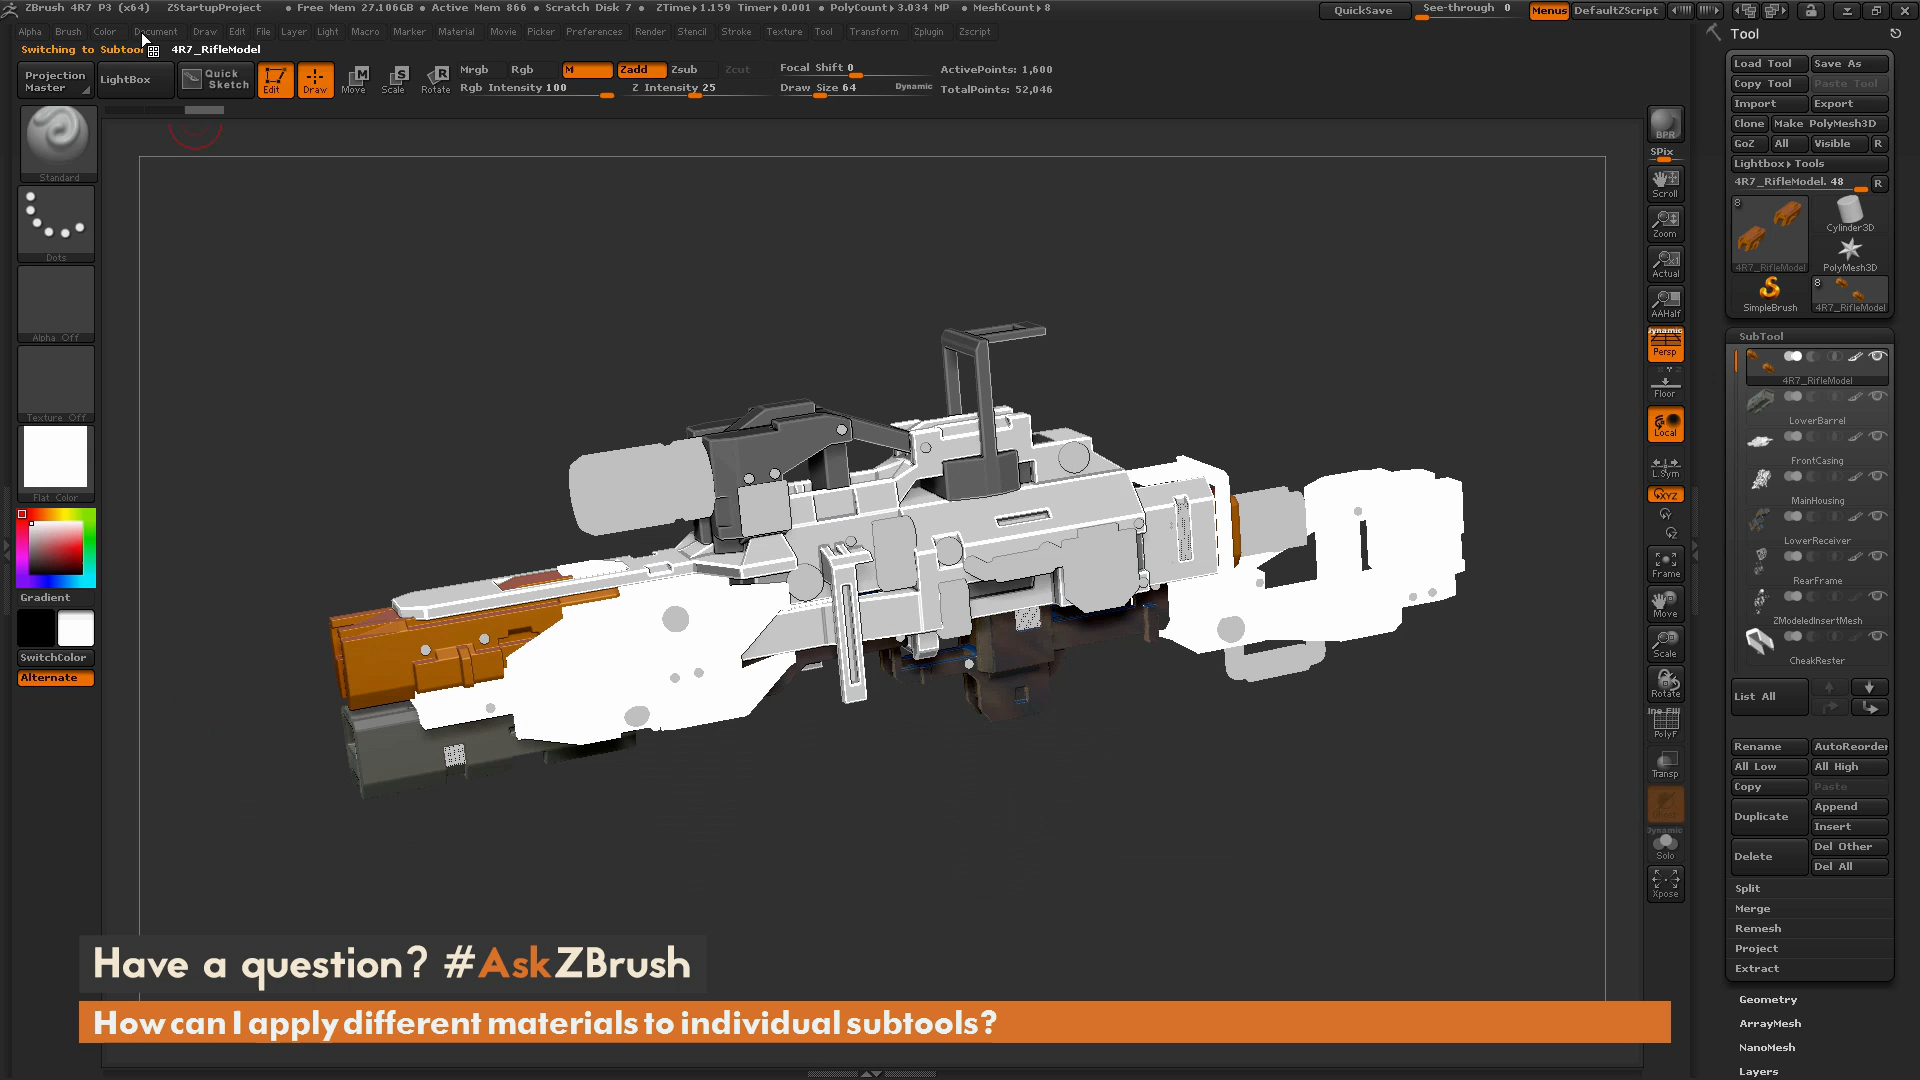 ZBrush 4R7 P3 (x64) ZStartupProject • Free Mem 27.106GB • Active Mem 866 • Scratch Disk 7 • ZTime▸1.159 Timer▸0.001 • PolyCount▸3.034 MP • MeshCount▸8 QuickSave See-through 0 Menus DefaultZScript
Alpha Brush Color Document Draw Edit File Layer Light Macro Marker Material Movie Picker Preferences Render Stencil Stroke Texture Tool Transform Zplugin Zscript
Switching to Subtool 4R7_RifleModel
Projection Master
LightBox
Quick Sketch
Edit
Draw
Move
Scale
Rotate
Mrgb Rgb M Zadd Zsub Zcut
Rgb Intensity 100 Z Intensity 25
Focal Shift 0
Draw Size 64 Dynamic
ActivePoints: 1,600
TotalPoints: 52,046
Standard
Dots
Alpha Off
Texture Off
Flat Color
Gradient
SwitchColor
Alternate
BPR
SPix
Scroll
Zoom
Actual
AAHalf
Dynamic
Persp
Floor
Local
L.Sym
XYZ
Frame
Move
Scale
Rotate
Line Fill
PolyF
Transp
Dynamic
Solo
Xpose
Tool
Load Tool Save As
Copy Tool Paste Tool
Import Export
Clone Make PolyMesh3D
GoZ All Visible R
Lightbox▸Tools
4R7_RifleModel. 48 R
8
4R7_RifleModel
Cylinder3D
PolyMesh3D
SimpleBrush
8
4R7_RifleModel
SubTool
4R7_RifleModel
LowerBarrel
FrontCasing
MainHousing
LowerReceiver
RearFrame
ZModeledInsertMesh
CheakRester
List All
Rename AutoReorder
All Low All High
Copy Paste
Duplicate Append
Insert
Delete Del Other
Del All
Split
Merge
Remesh
Project
Extract
Geometry
ArrayMesh
NanoMesh
Layers
Have a question? #AskZBrush
How can I apply different materials to individual subtools?